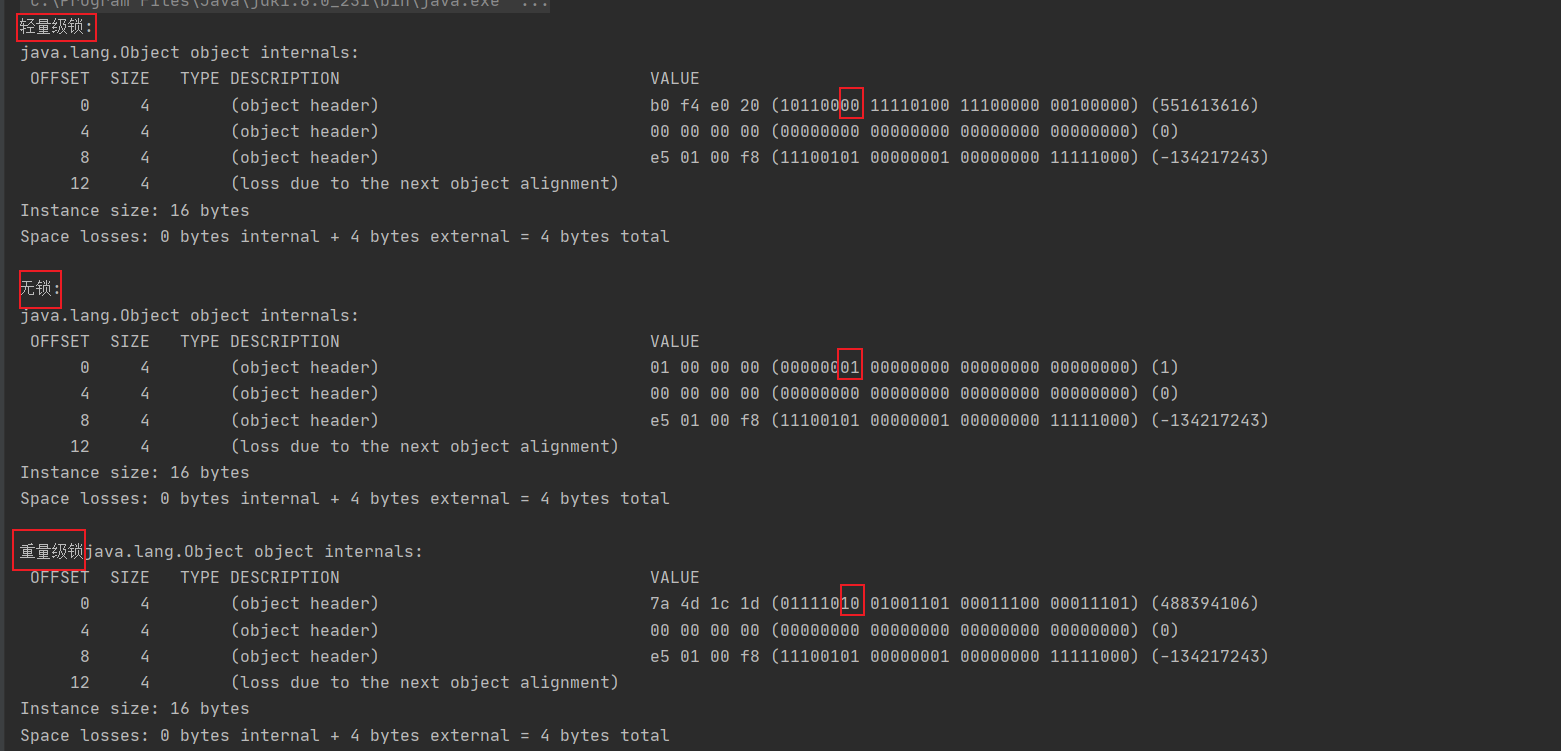 c:\Program Files\Java\jdk1.8.0_231\bin\java.exe" ...
轻量级锁:
java.lang.Object object internals:
OFFSET SIZE TYPE DESCRIPTION VALUE
0 4 (object header) b0 f4 e0 20 (10110000 11110100 11100000 00100000) (551613616)
4 4 (object header) 00 00 00 00 (00000000 00000000 00000000 00000000) (0)
8 4 (object header) e5 01 00 f8 (11100101 00000001 00000000 11111000) (-134217243)
12 4 (loss due to the next object alignment)
Instance size: 16 bytes
Space losses: 0 bytes internal + 4 bytes external = 4 bytes total
无锁:
java.lang.Object object internals:
OFFSET SIZE TYPE DESCRIPTION VALUE
0 4 (object header) 01 00 00 00 (00000001 00000000 00000000 00000000) (1)
4 4 (object header) 00 00 00 00 (00000000 00000000 00000000 00000000) (0)
8 4 (object header) e5 01 00 f8 (11100101 00000001 00000000 11111000) (-134217243)
12 4 (loss due to the next object alignment)
Instance size: 16 bytes
Space losses: 0 bytes internal + 4 bytes external = 4 bytes total
重量级锁java.lang.Object object internals:
OFFSET SIZE TYPE DESCRIPTION VALUE
0 4 (object header) 7a 4d 1c 1d (01111010 01001101 00011100 00011101) (488394106)
4 4 (object header) 00 00 00 00 (00000000 00000000 00000000 00000000) (0)
8 4 (object header) e5 01 00 f8 (11100101 00000001 00000000 11111000) (-134217243)
12 4 (loss due to the next object alignment)
Instance size: 16 bytes
Space losses: 0 bytes internal + 4 bytes external = 4 bytes total